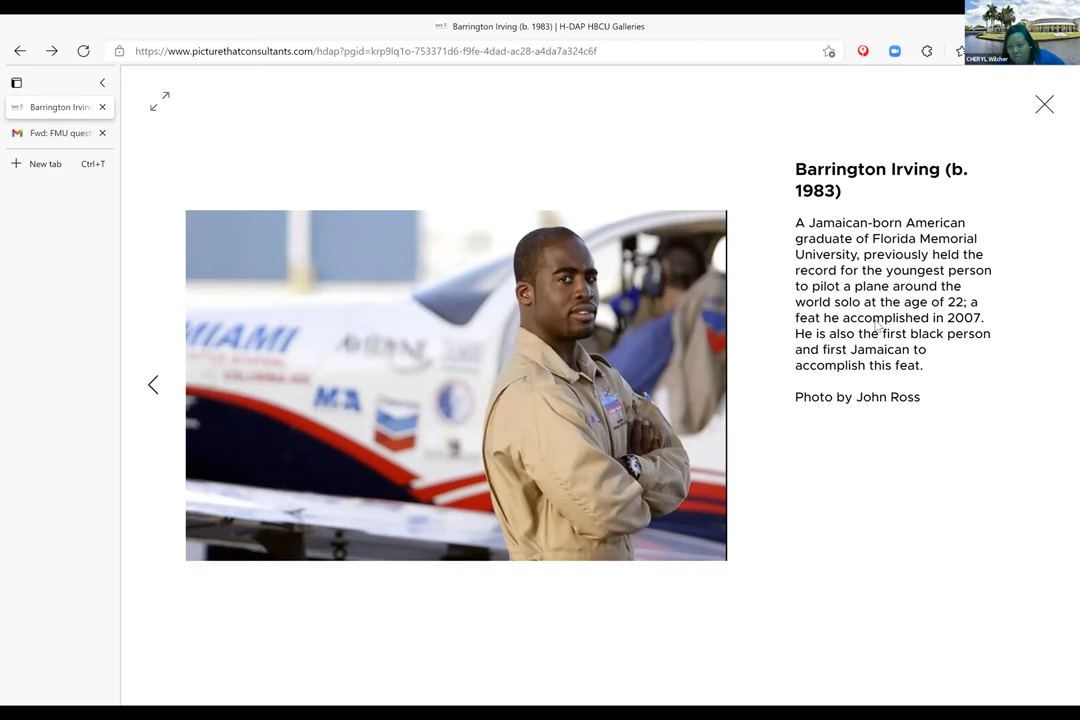 Barrington Irving (b. 1983) | H-DAP HBCU Galleries
https://www.picturethatconsultants.com/hdap?pgid=krp9lq1o-753371d6-f9fe-4dad-ac28-a4da7a324c6f
CHERYL Wilcher
Barrington Irvin
Fwd: FMU quest
New tab Ctrl+T
Barrington Irving (b.
1983)
A Jamaican-born American
graduate of Florida Memorial
University, previously held the
record for the youngest person
to pilot a plane around the
world solo at the age of 22; a
feat he accomplished in 2007.
He is also the first black person
and first Jamaican to
accomplish this feat.
Photo by John Ross
MIAMI